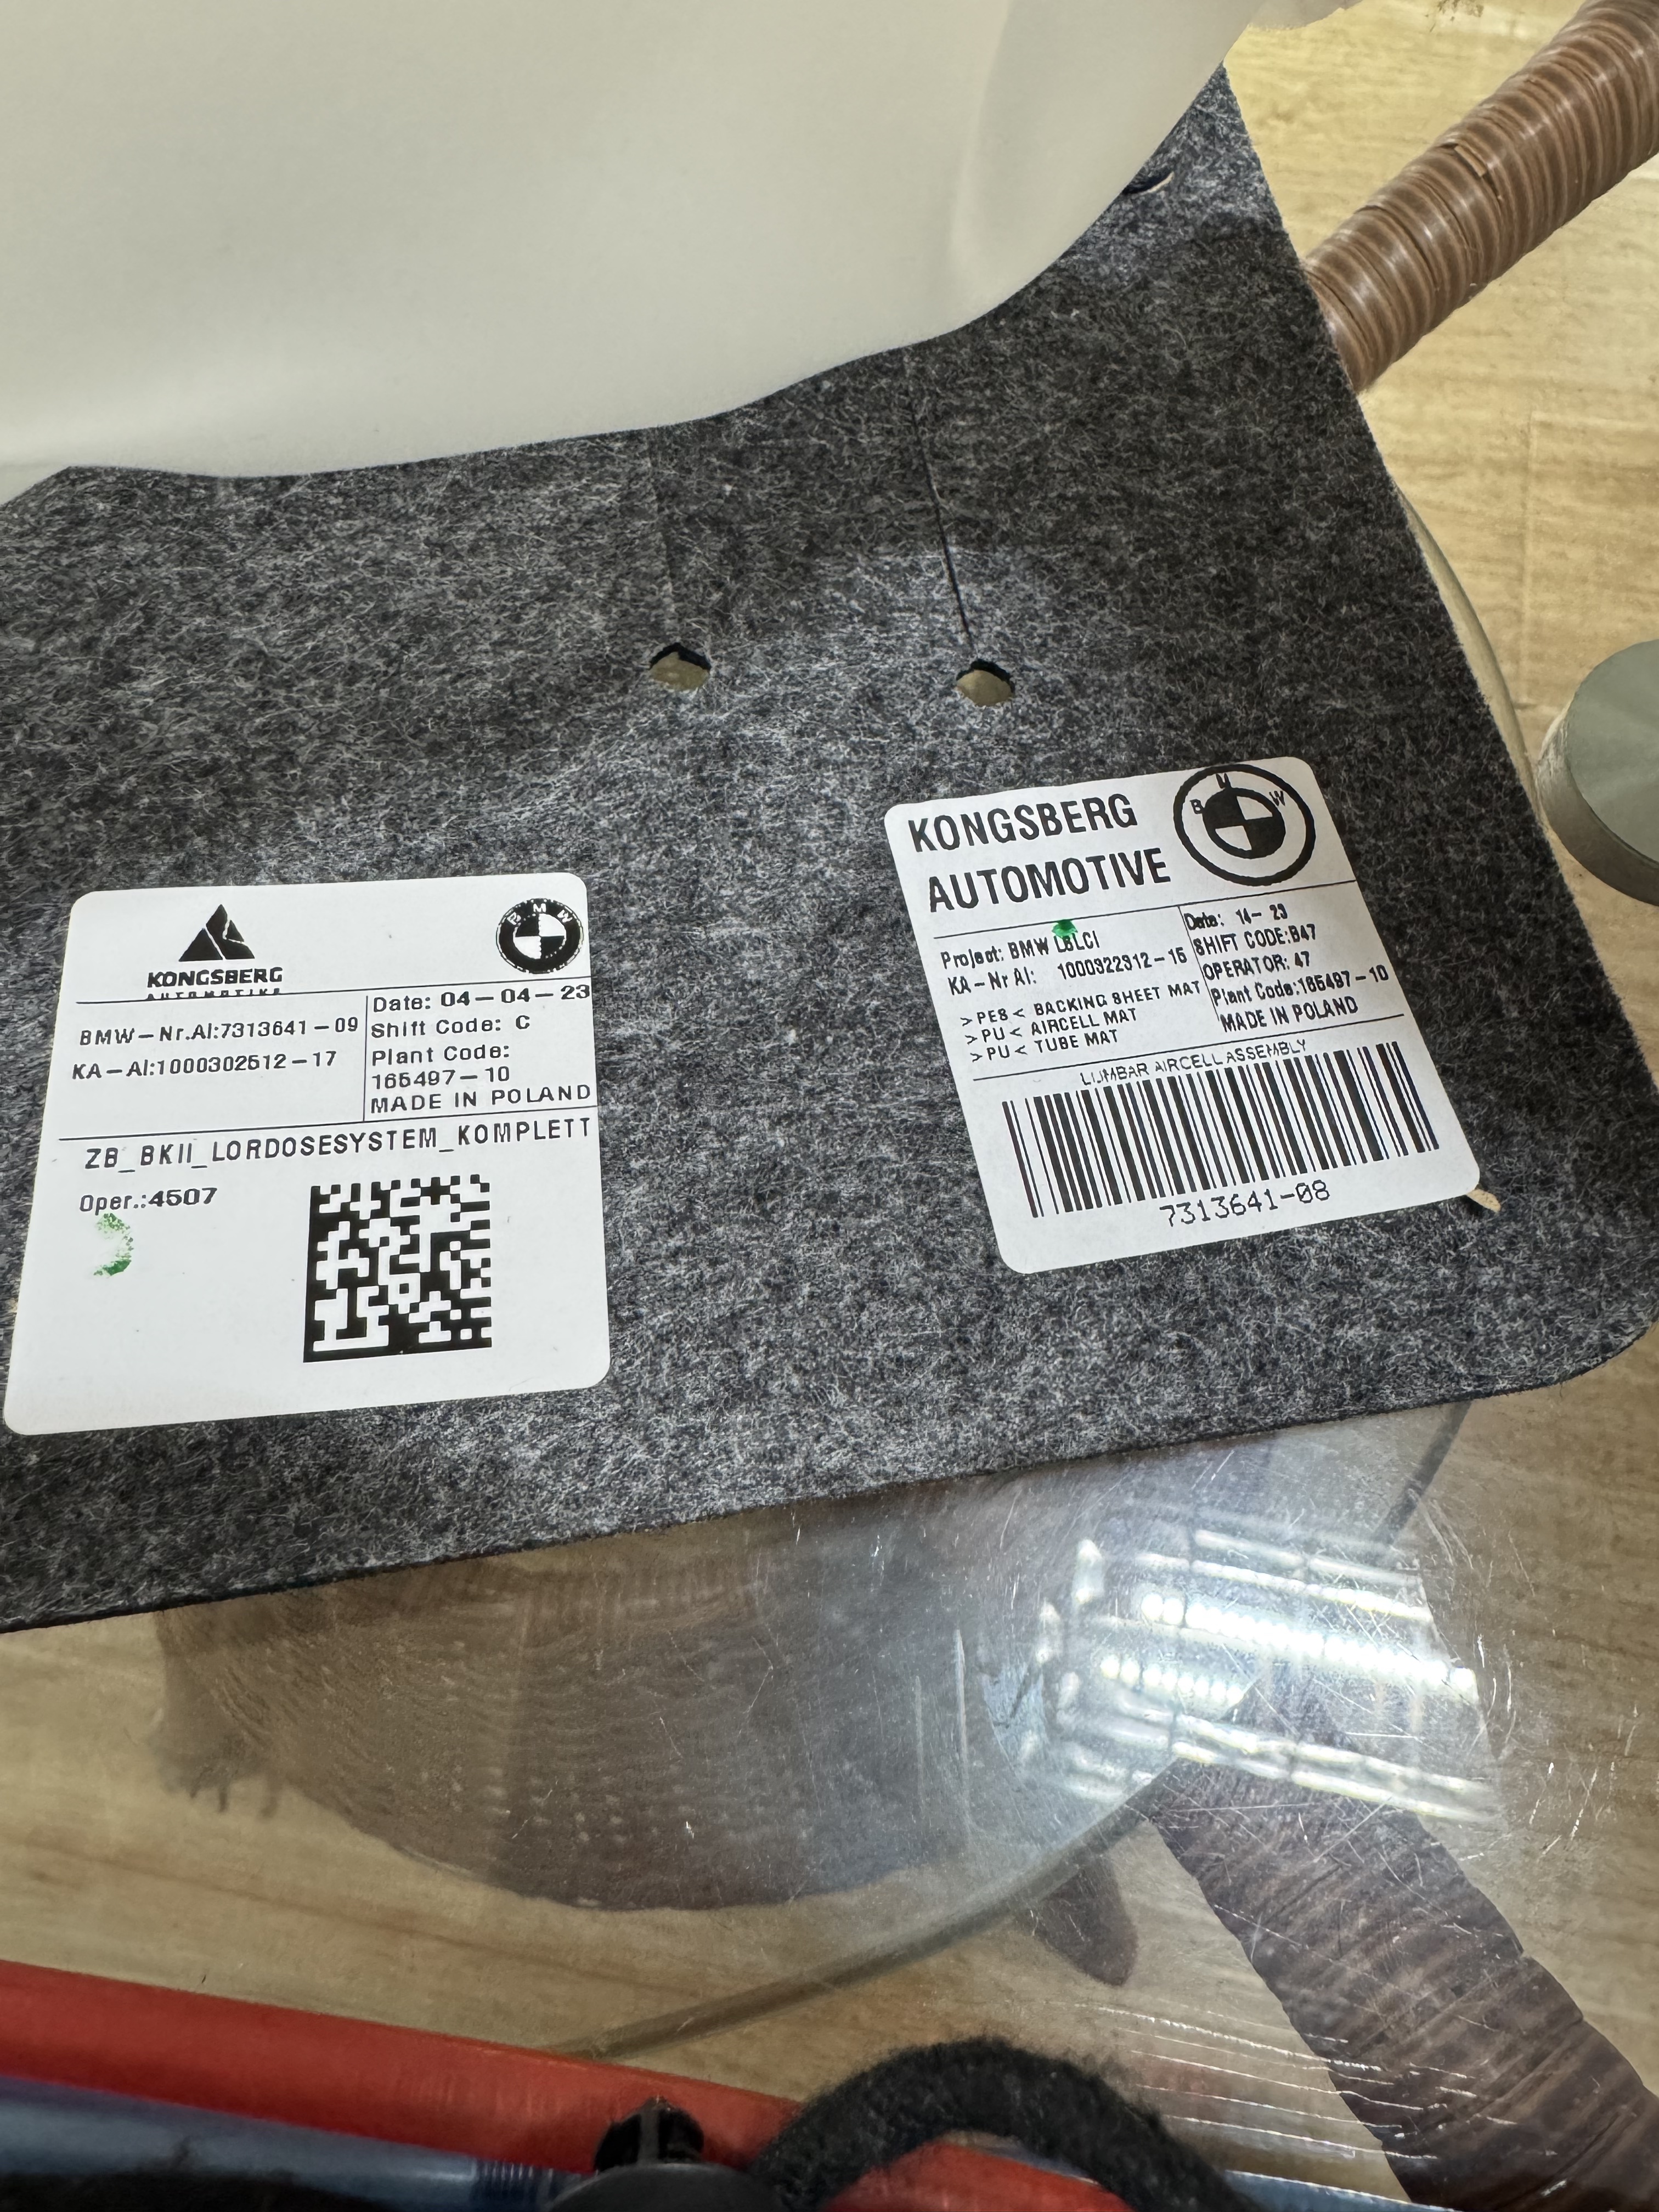 KONGSBERG
AUTOMOTIVE
BMW
BMW-Nr.AI:7313641-09
KA-AI:1000302512-17
Date: 04-04-23
Shift Code: C
Plant Code:
165497-10
MADE IN POLAND
ZB_BKII_LORDOSESYSTEM_KOMPLETT
Oper.:4507
KONGSBERG
AUTOMOTIVE
BMW
Project: BMW LBLCI
KA-Nr AI: 1000322312-15
>PES< BACKING SHEET MAT
>PU< AIRCELL MAT
>PU< TUBE MAT
Date: 14-23
SHIFT CODE:B47
OPERATOR: 47
Plant Code:165497-10
MADE IN POLAND
LUMBAR AIRCELL ASSEMBLY
7313641-08